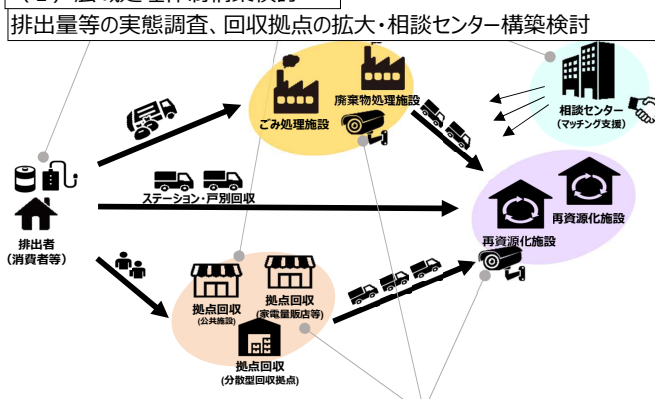 排出量等の実態調査、回収拠点の拡大・相談センター構築検討
ごみ処理施設
廃棄物処理施設
相談センター
(マッチング支援)
ステーション・戸別回収
排出者
(消費者等)
再資源化施設
再資源化施設
拠点回収
(公共施設)
拠点回収
(家電量販店等)
拠点回収
(分散型回収拠点)